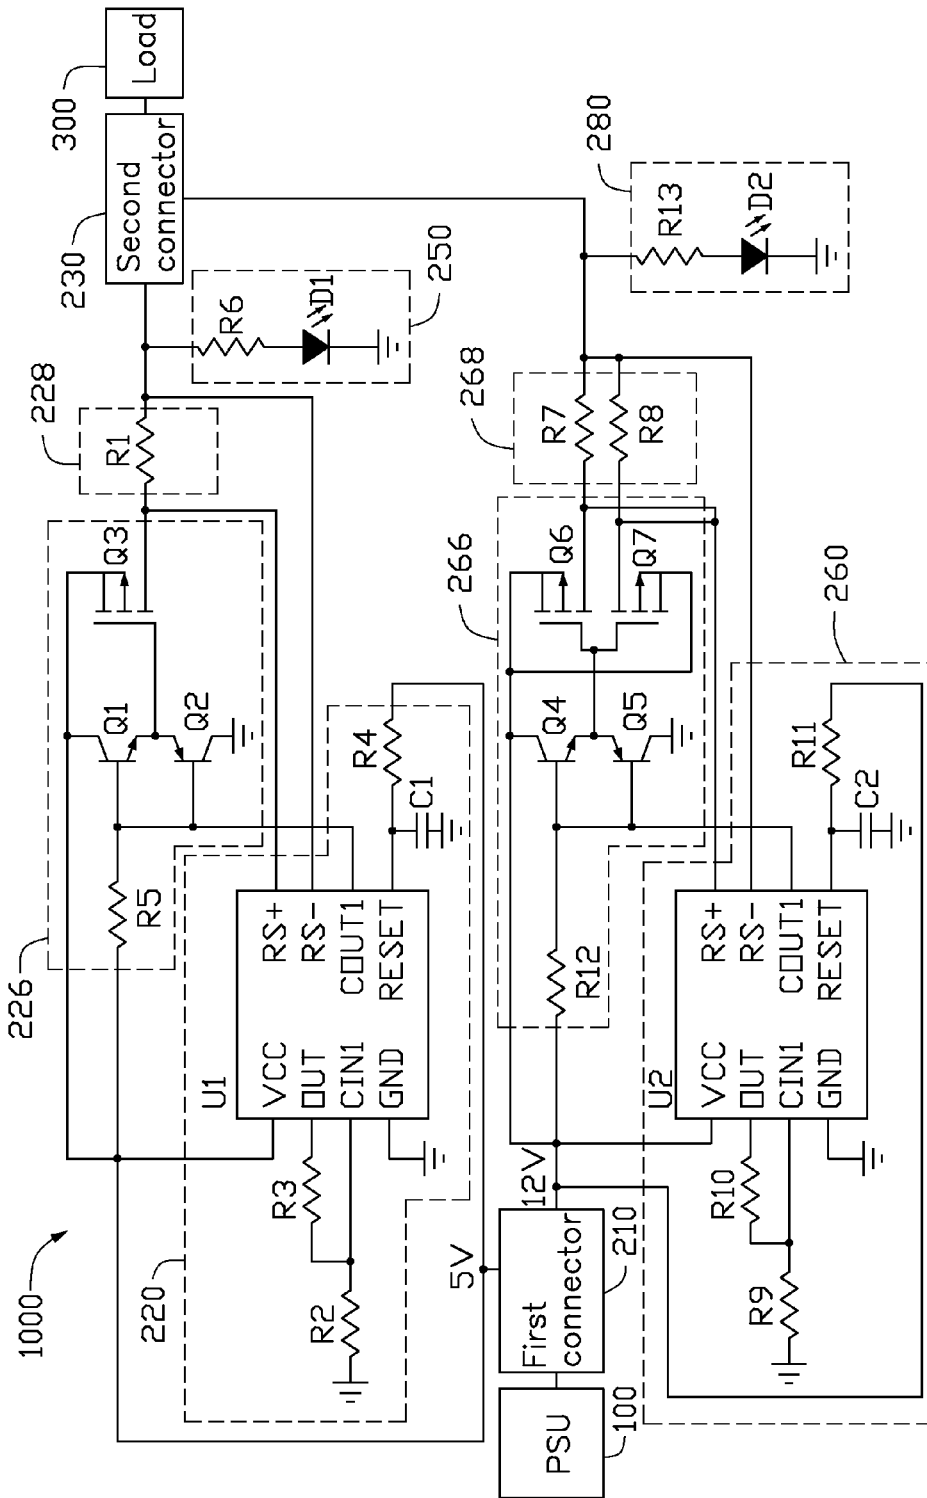 1000
220
226
R5
Q1
Q2
Q3
228
R1
230
Second
connector
300
Load
U1
VCC
OUT
CIN1
GND
RS+
RS-
COUT1
RESET
R3
R2
R4
C1
R6
D1
250
5V
12V
PSU
100
First
connector
210
R12
Q4
Q5
266
Q6
Q7
268
R7
R8
R13
D2
280
260
U2
VCC
OUT
CIN1
GND
RS+
RS-
COUT1
RESET
R10
R9
R11
C2